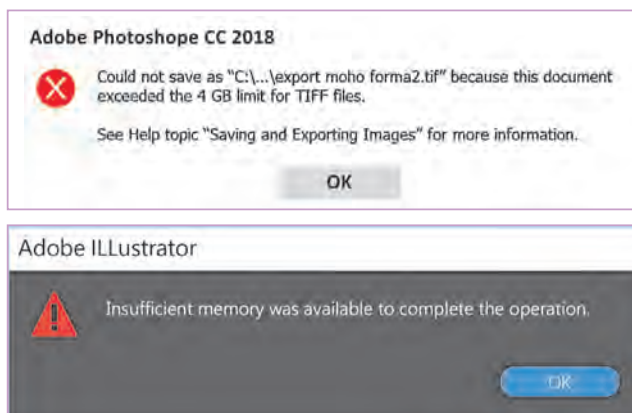 Adobe Photoshope CC 2018
Could not save as “C:\...\export moho forma2.tif” because this document
exceeded the 4 GB limit for TIFF files.
See Help topic “Saving and Exporting Images” for more information.
OK
Adobe ILLustrator
Insufficient memory was available to complete the operation.
OK